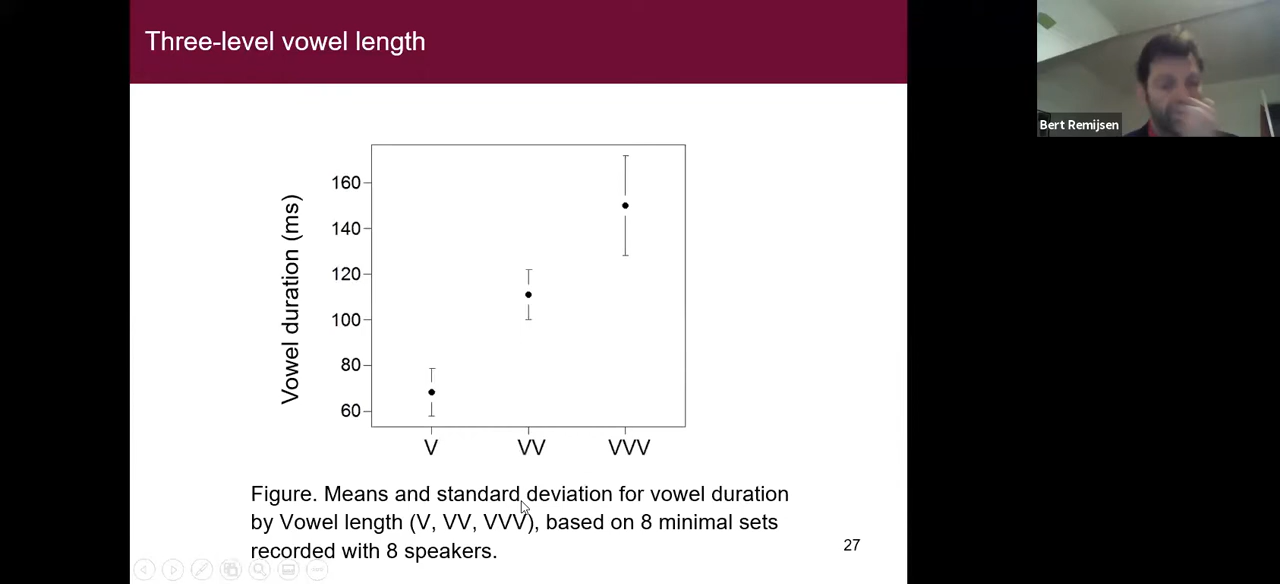 Three-level vowel length
Bert Remijsen
Vowel duration (ms)
160
140
120
100
80
60
V VV VVV
Figure. Means and standard deviation for vowel duration
by Vowel length (V, VV, VVV), based on 8 minimal sets
recorded with 8 speakers.
27